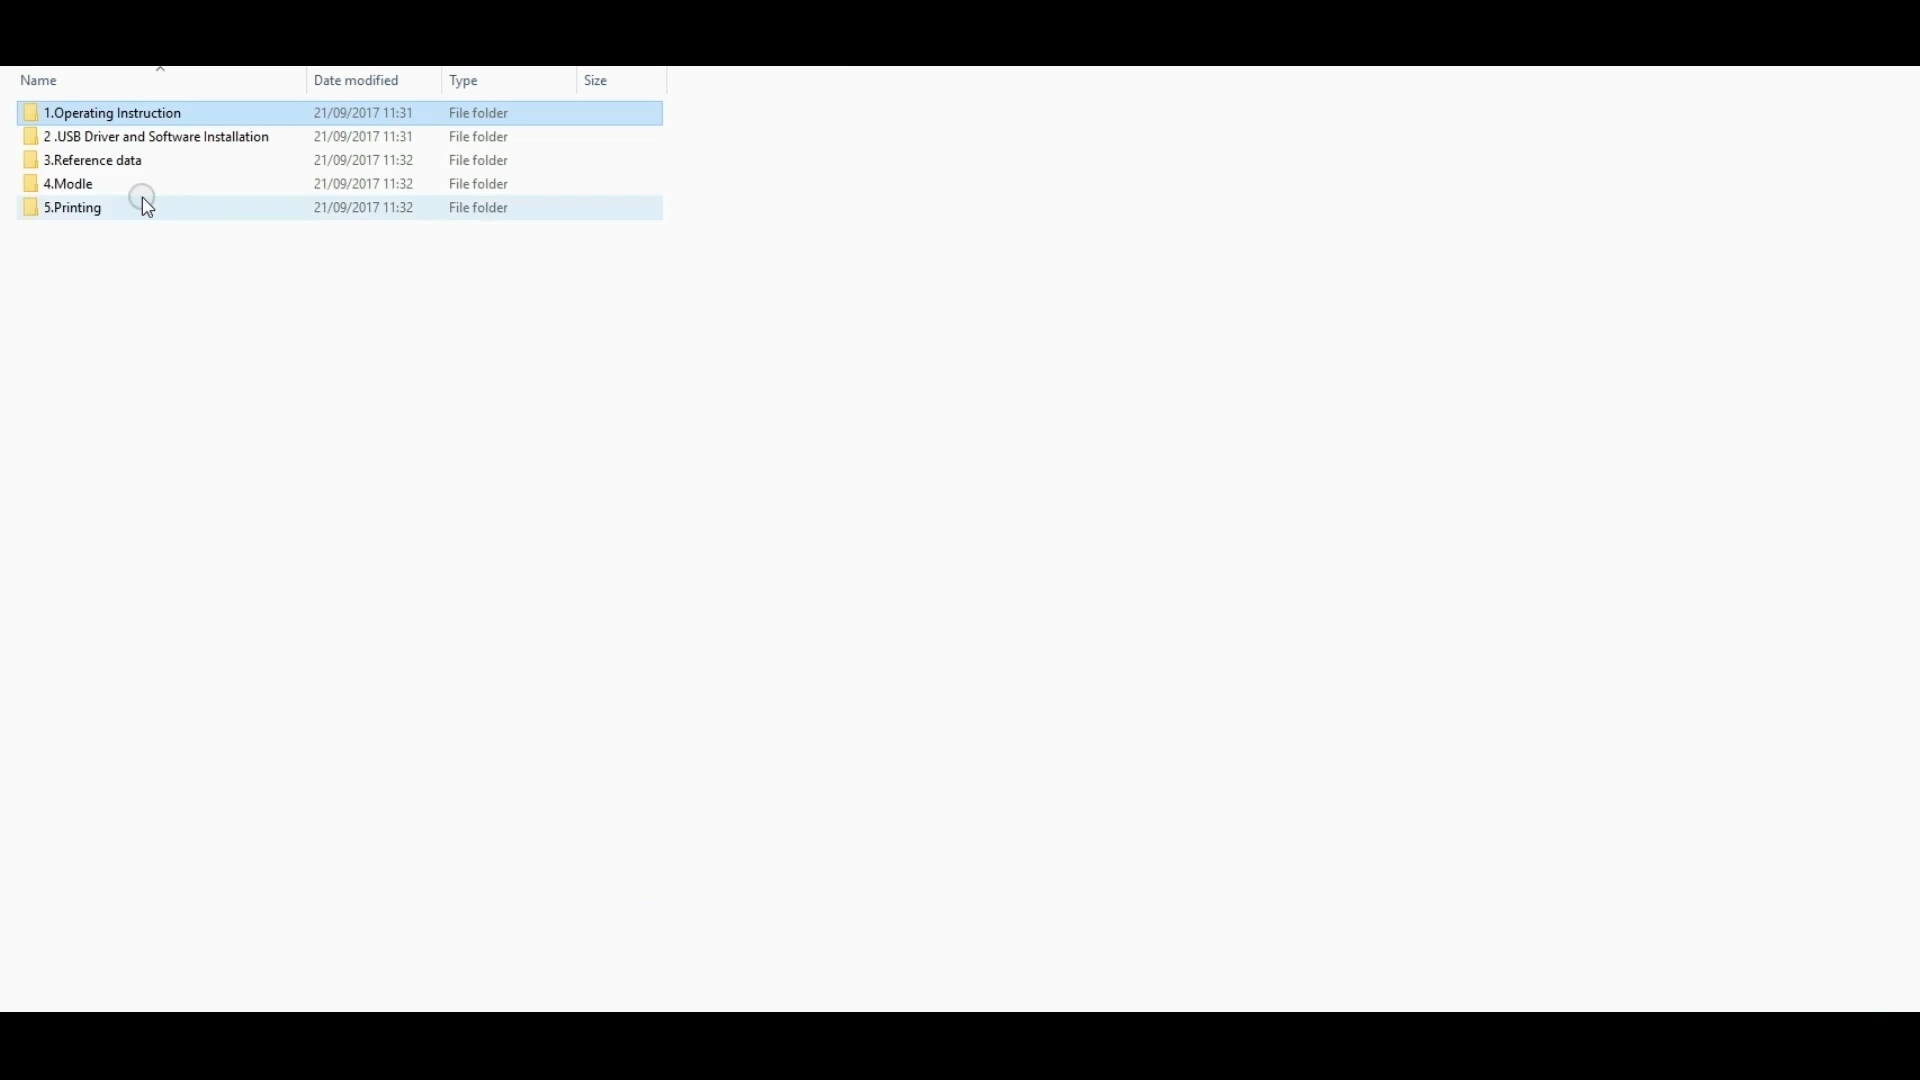 Name Date modified Type Size
1.Operating Instruction 21/09/2017 11:31 File folder
2 .USB Driver and Software Installation 21/09/2017 11:31 File folder
3.Reference data 21/09/2017 11:32 File folder
4.Modle 21/09/2017 11:32 File folder
5.Printing 21/09/2017 11:32 File folder